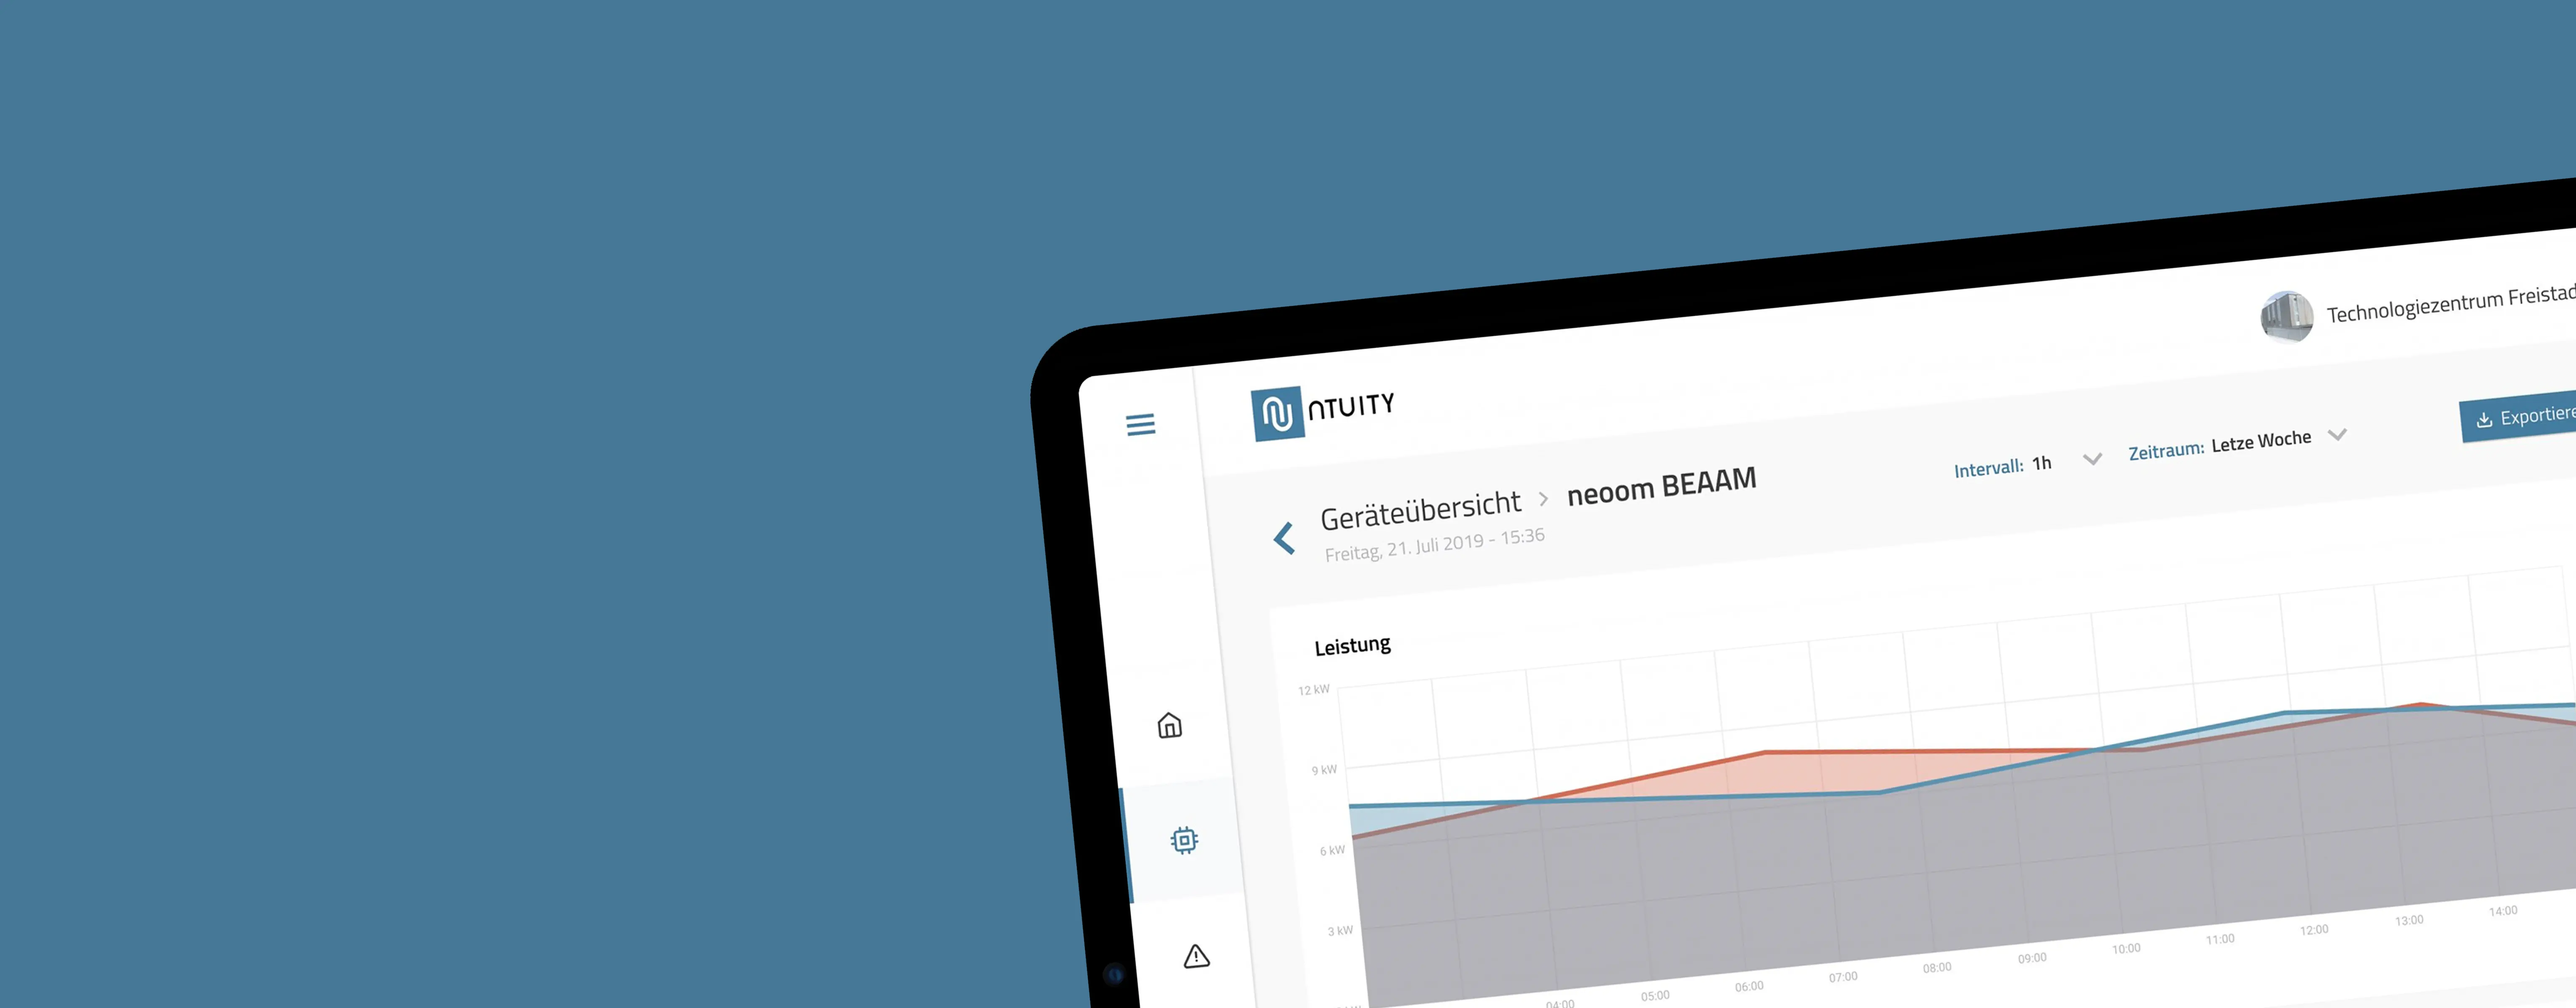 NTUITY
Technologiezentrum Freistad
Geräteübersicht > neoom BEAAM
Freitag, 21. Juli 2019 - 15:36
Intervall: 1h
Zeitraum: Letze Woche
Exportiere
Leistung
12 kW
9 kW
6 kW
3 kW
04:00
05:00
06:00
07:00
08:00
09:00
10:00
11:00
12:00
13:00
14:00